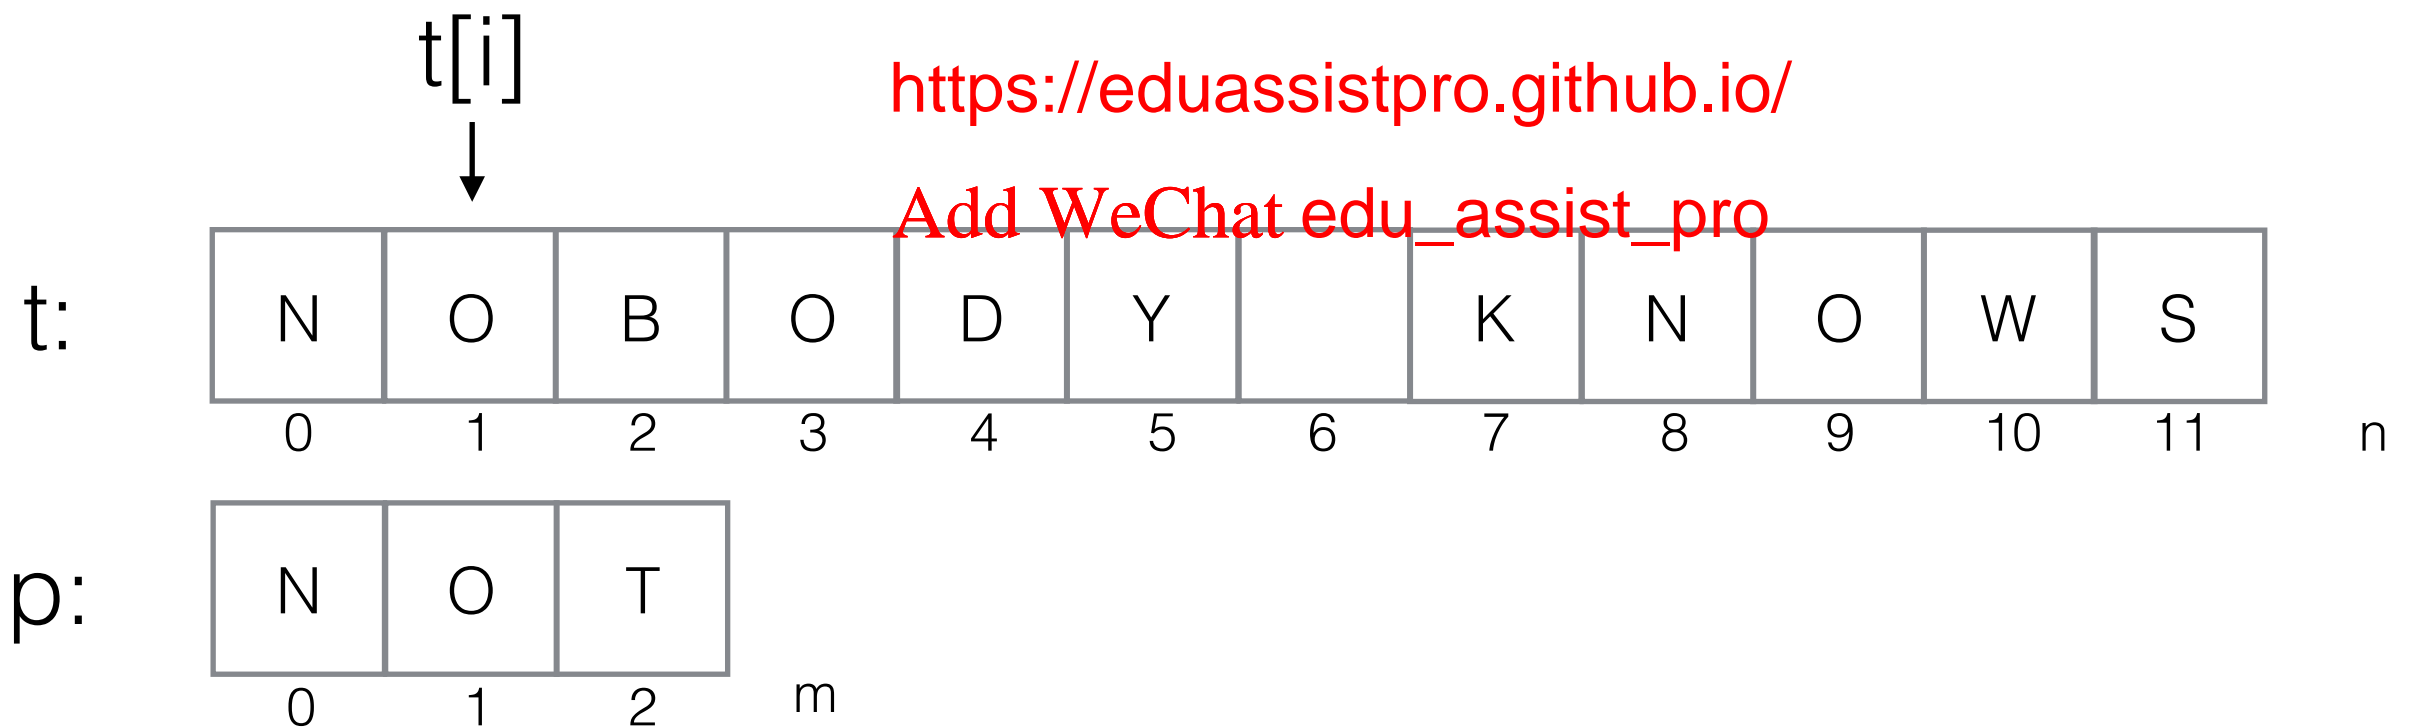 t[i]
https://eduassistpro.github.io/
Add WeChat edu_assist_pro
t: N O B O D Y K N O W S
0 1 2 3 4 5 6 7 8 9 10 11 n
p: N O T
0 1 2 m